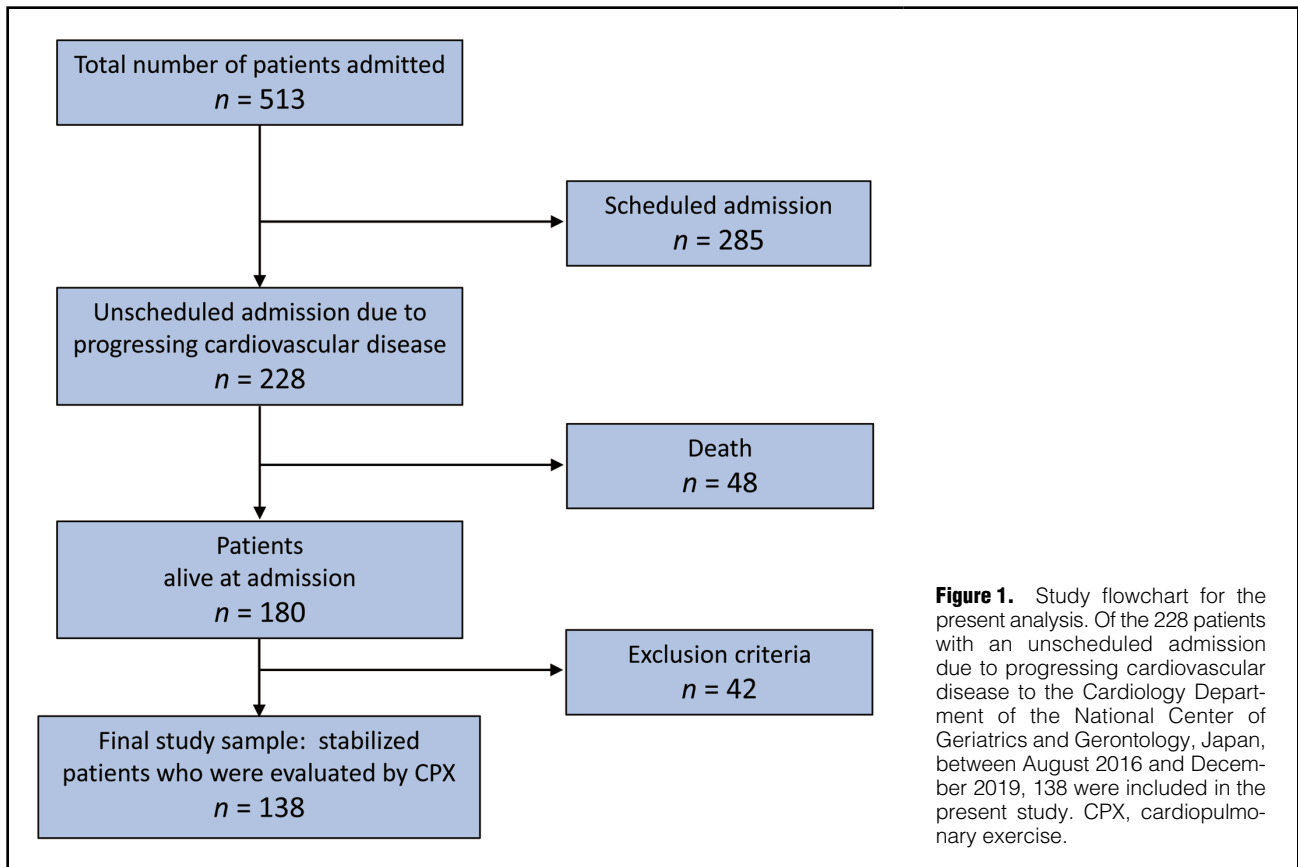 Total number of patients admitted
n = 513
Scheduled admission
n = 285
Unscheduled admission due to
progressing cardiovascular disease
n = 228
Death
n = 48
Patients
alive at admission
n = 180
Exclusion criteria
n = 42
Final study sample: stabilized
patients who were evaluated by CPX
n = 138
Figure 1. Study flowchart for the
present analysis. Of the 228 patients
with an unscheduled admission
due to progressing cardiovascular
disease to the Cardiology Depart-
ment of the National Center of
Geriatrics and Gerontology, Japan,
between August 2016 and Decem-
ber 2019, 138 were included in the
present study. CPX, cardiopulmo-
nary exercise.